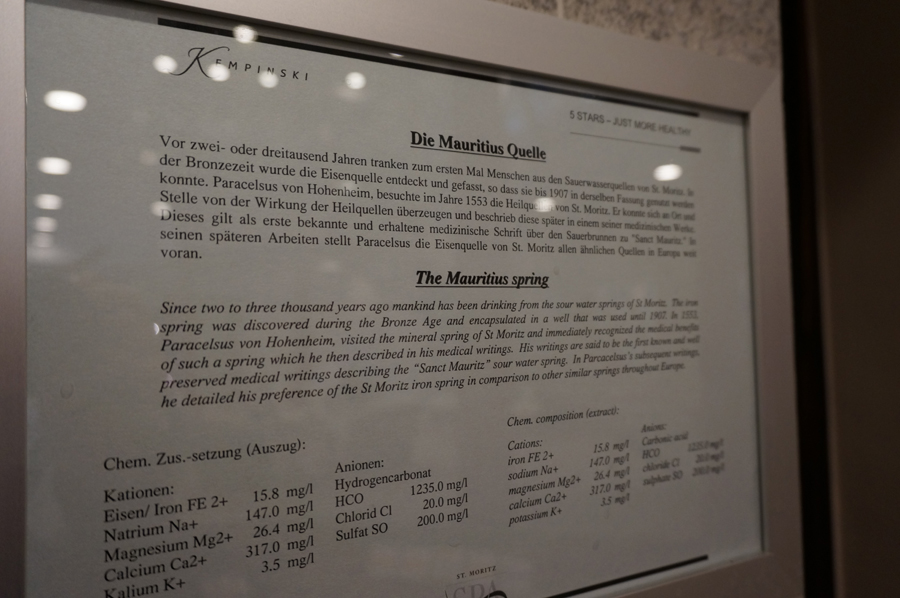 KEMPINSKI
5 STARS – JUST MORE HEALTHY
Die Mauritius Quelle
Vor zwei- oder dreitausend Jahren tranken zum ersten Mal Menschen aus den Sauerwasserquellen von St. Moritz. In
der Bronzezeit wurde die Eisenquelle entdeckt und gefasst, so dass sie bis 1907 in derselben Fassung genutzt werden
konnte. Paracelsus von Hohenheim, besuchte im Jahre 1553 die von St. Moritz. Er konnte sich an Ort und
Stelle von der Wirkung der Heilquellen überzeugen und beschrieb diese später in einem seiner medizinischen Werke.
Dieses gilt als erste bekannte und erhaltene medizinische Schrift über den Sauerbrunnen zu "Sanct Mauritz." In
seinen späteren Arbeiten stellt Paracelsus die Eisenquelle von St. Moritz allen ähnlichen Quellen in Europa weit
voran.
The Mauritius spring
Since two to three thousand years ago mankind has been drinking from the sour water springs of St Moritz. The iron
spring was discovered during the Bronze Age and encapsulated in a well that was used until 1907. In 1553,
Paracelsus von Hohenheim, visited the mineral spring of St Moritz and immediately recognized the medical benefits
of such a spring which he then described in his medical writings. His writings are said to be the first known and well
preserved medical writings describing the "Sanct Mauritz" sour water spring. In Parcacelsus's subsequent writings,
he detailed his preference of the St Moritz iron spring in comparison to other similar springs throughout Europe.
Chem. Zus.-setzung (Auszug):
Kationen:
Eisen/ Iron FE 2+ 15.8 mg/l
Natrium Na+ 147.0 mg/l
Magnesium Mg2+ 26.4 mg/l
Calcium Ca2+ 317.0 mg/l
Kalium K+ 3.5 mg/l
Anionen:
Hydrogencarbonat
HCO 1235.0 mg/l
Chlorid Cl 20.0 mg/l
Sulfat SO 200.0 mg/l
Chem. composition (extract):
Cations:
iron FE 2+ 15.8 mg/l
sodium Na+ 147.0 mg/l
magnesium Mg2+ 26.4 mg/l
calcium Ca2+ 317.0 mg/l
potassium K+ 3.5 mg/l
Anions:
Carbonic acid
HCO 1235.0 mg/l
chloride Cl 20.0 mg/l
sulphate SO 200.0 mg/l
ST. MORITZ